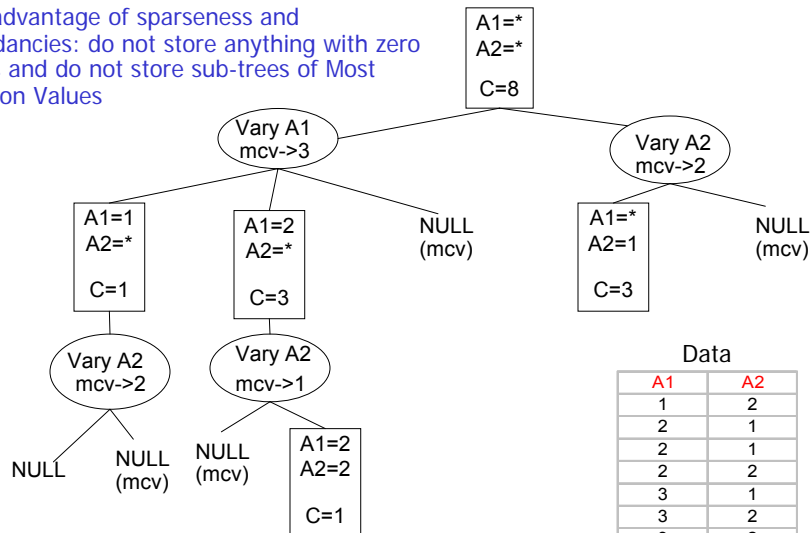 advantage of sparseness and
dancies: do not store anything with zero
and do not store sub-trees of Most
on Values
A1=*
A2=*
C=8
Vary A1
mcv->3
Vary A2
mcv->2
A1=1
A2=*
C=1
A1=2
A2=*
C=3
NULL
(mcv)
A1=*
A2=1
C=3
NULL
(mcv)
Vary A2
mcv->2
Vary A2
mcv->1
NULL
NULL
(mcv)
NULL
(mcv)
A1=2
A2=2
C=1
Data
A1 A2
1 2
2 1
2 1
2 2
3 1
3 2